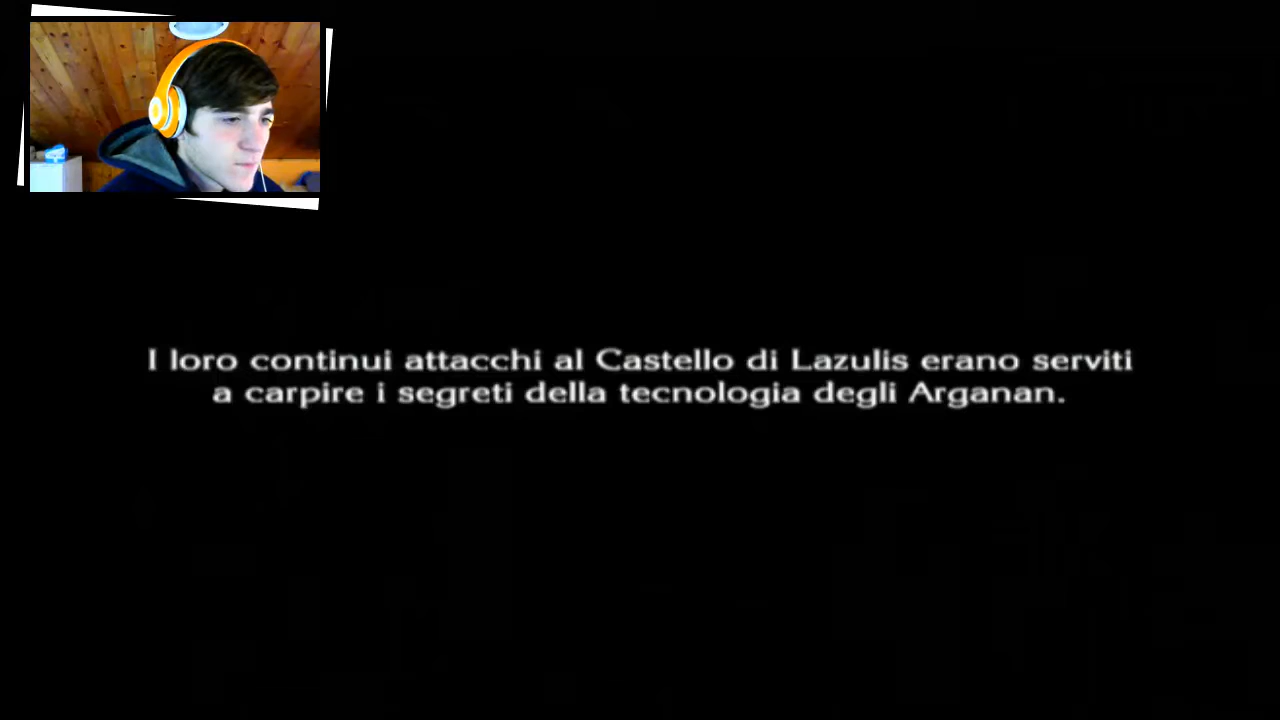 I loro continui attacchi al Castello di Lazulis erano serviti
a carpire i segreti della tecnologia degli Arganan.